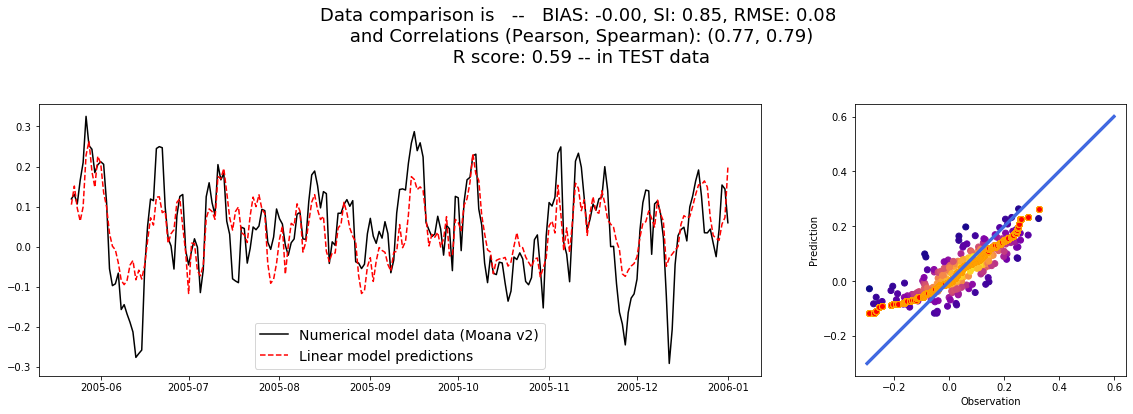 Data comparison is -- BIAS: -0.00, SI: 0.85, RMSE: 0.08
and Correlations (Pearson, Spearman): (0.77, 0.79)
R score: 0.59 -- in TEST data
0.3
0.2
0.1
0.0
−0.1
−0.2
−0.3
Numerical model data (Moana v2)
Linear model predictions
2005-06 2005-07 2005-08 2005-09 2005-10 2005-11 2005-12 2006-01
Prediction
0.6
0.4
0.2
0.0
−0.2
−0.2 0.0 0.2 0.4 0.6
Observation